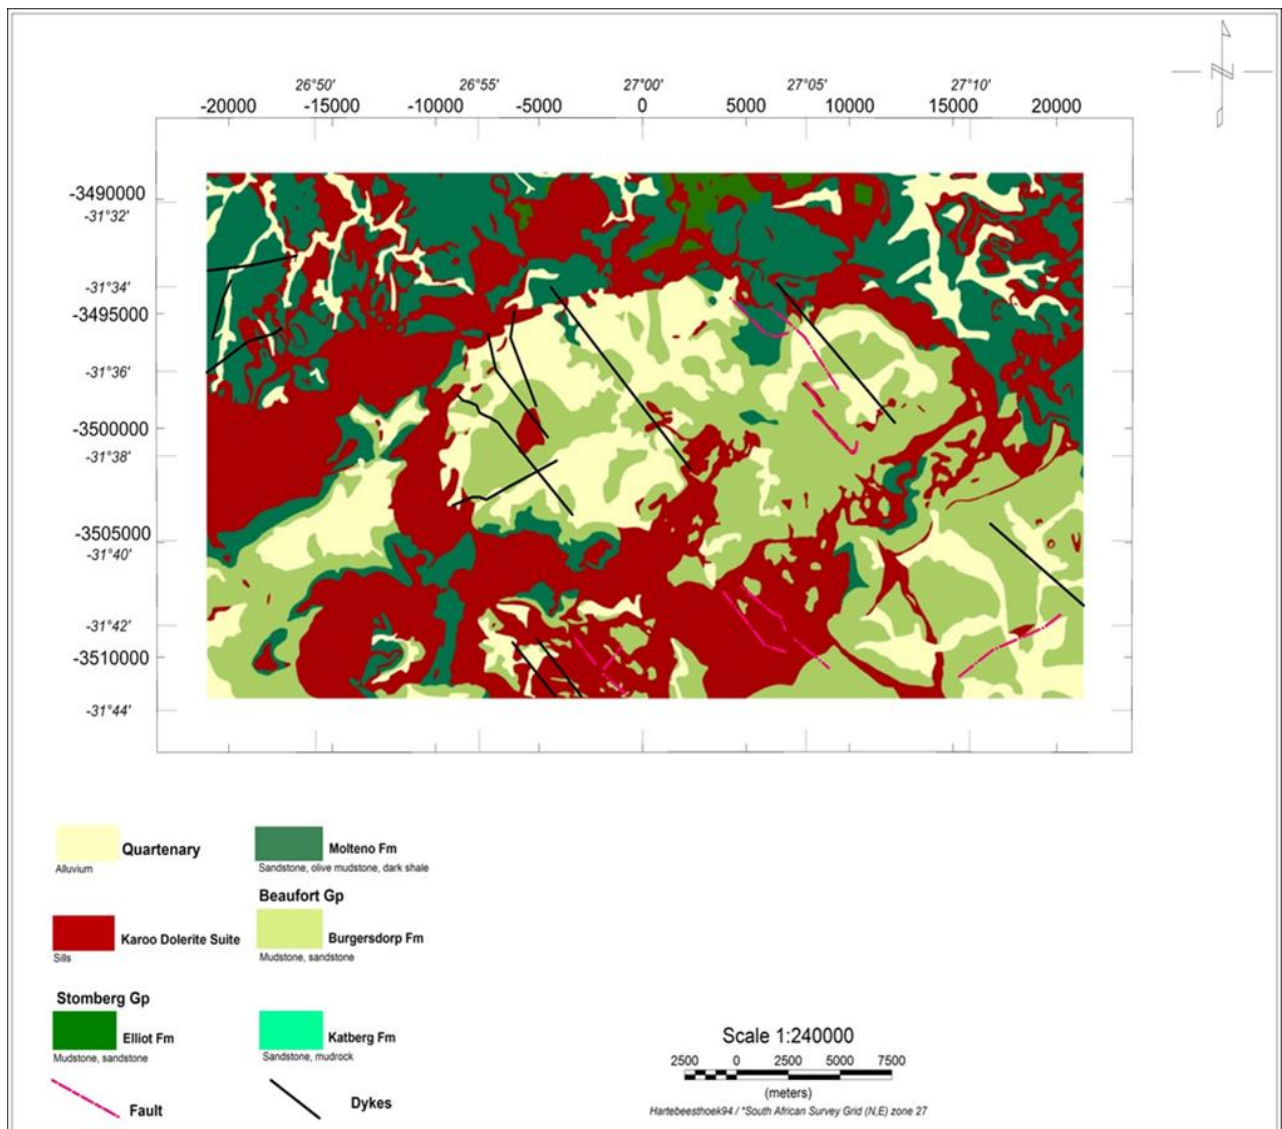 N
26°50' 26°55' 27°00' 27°05' 27°10'
-20000 -15000 -10000 -5000 0 5000 10000 15000 20000
-3490000
-31°32'
-31°34'
-3495000
-31°36'
-3500000
-31°38'
-3505000
-31°40'
-31°42'
-3510000
-31°44'
Quartenary
Alluvium
Molteno Fm
Sandstone, olive mudstone, dark shale
Beaufort Gp
Karoo Dolerite Suite
Sills
Burgersdorp Fm
Mudstone, sandstone
Stomberg Gp
Elliot Fm
Mudstone, sandstone
Katberg Fm
Sandstone, mudrock
Fault
Dykes
Scale 1:240000
2500 0 2500 5000 7500
(meters)
Hartebeesthoek94 / *South African Survey Grid (N,E) zone 27